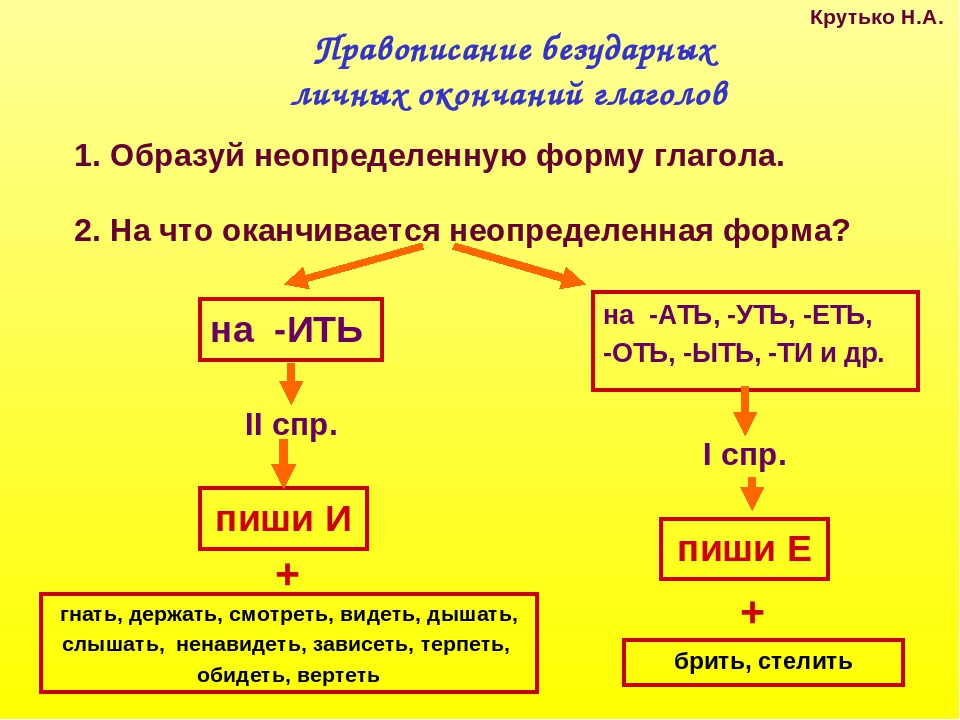 Крутько Н.А.
Правописание безударных
личных окончаний глаголов
1. Образуй неопределенную форму глагола.
2. На что оканчивается неопределенная форма?
на -ИТЬ
II спр.
пиши И
+
гнать, держать, смотреть, видеть, дышать,
слышать, ненавидеть, зависеть, терпеть,
обидеть, вертеть
на -АТЬ, -УТЬ, -ЕТЬ,
-ОТЬ, -ЫТЬ, -ТИ и др.
I спр.
пиши Е
+
брить, стелить